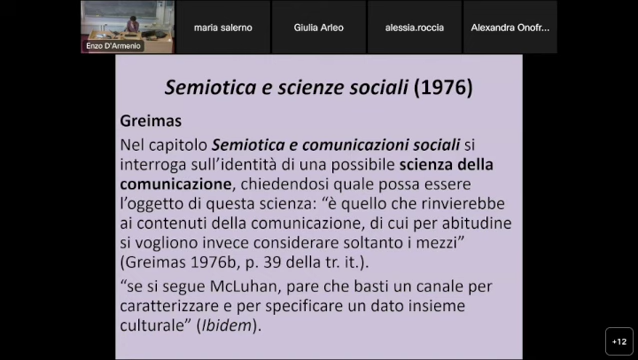 Enzo D'Armenio
maria salerno
Giulia Arleo
alessia.roccia
Alexandra Onofr...
Semiotica e scienze sociali (1976)
Greimas
Nel capitolo Semiotica e comunicazioni sociali si
interroga sull'identità di una possibile scienza della
comunicazione, chiedendosi quale possa essere
l'oggetto di questa scienza: "è quello che rinvierebbe
ai contenuti della comunicazione, di cui per abitudine
si vogliono invece considerare soltanto i mezzi"
(Greimas 1976b, p. 39 della tr. it.).
"se si segue McLuhan, pare che basti un canale per
caratterizzare e per specificare un dato insieme
culturale" (Ibidem).
+12